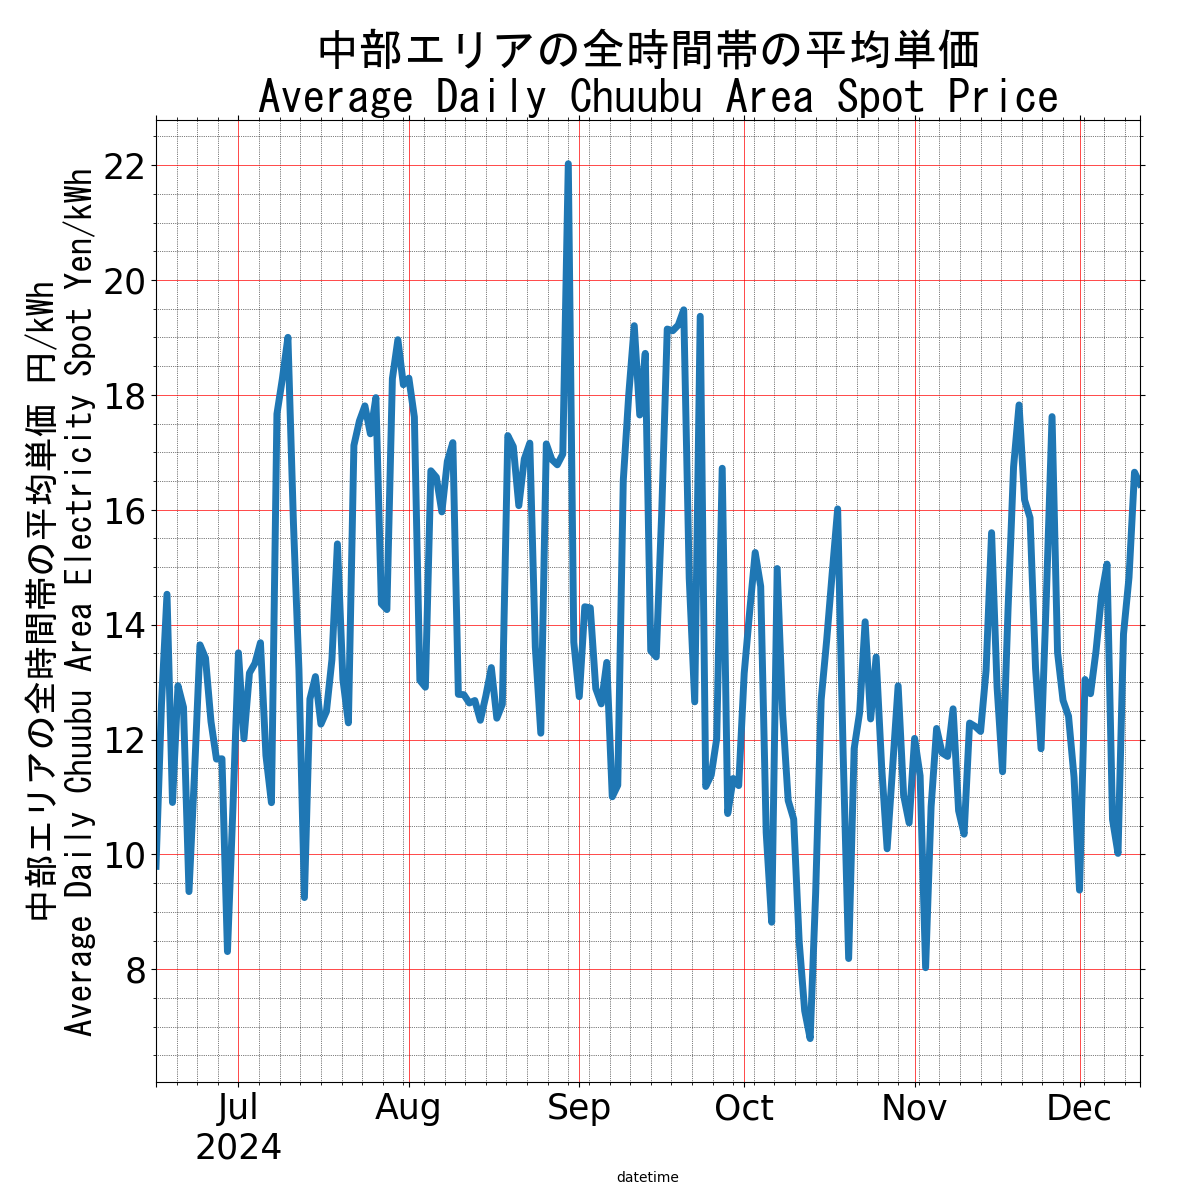 中部エリアの全時間帯の平均単価
Average Daily Chuubu Area Spot Price
中部エリアの全時間帯の平均単価 円/kWh
Average Daily Chuubu Area Electricity Spot Yen/kWh
22
20
18
16
14
12
10
8
Jul Aug Sep Oct Nov Dec
2024
datetime